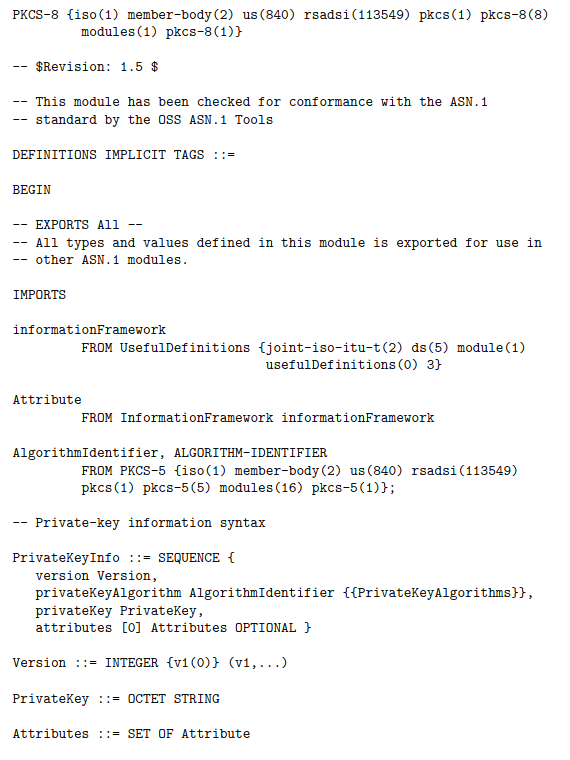 PKCS-8 {iso(1) member-body(2) us(840) rsadsi(113549) pkcs(1) pkcs-8(8)
modules(1) pkcs-8(1)}
-- $Revision: 1.5 $
-- This module has been checked for conformance with the ASN.1
-- standard by the OSS ASN.1 Tools
DEFINITIONS IMPLICIT TAGS ::=
BEGIN
-- EXPORTS All --
-- All types and values defined in this module is exported for use in
-- other ASN.1 modules.
IMPORTS
informationFramework
FROM UsefulDefinitions {joint-iso-itu-t(2) ds(5) module(1)
usefulDefinitions(0) 3}
Attribute
FROM InformationFramework informationFramework
AlgorithmIdentifier, ALGORITHM-IDENTIFIER
FROM PKCS-5 {iso(1) member-body(2) us(840) rsadsi(113549)
pkcs(1) pkcs-5(5) modules(16) pkcs-5(1)};
-- Private-key information syntax
PrivateKeyInfo ::= SEQUENCE {
version Version,
privateKeyAlgorithm AlgorithmIdentifier {{PrivateKeyAlgorithms}},
privateKey PrivateKey,
attributes [0] Attributes OPTIONAL }
Version ::= INTEGER {v1(0)} (v1,...)
PrivateKey ::= OCTET STRING
Attributes ::= SET OF Attribute